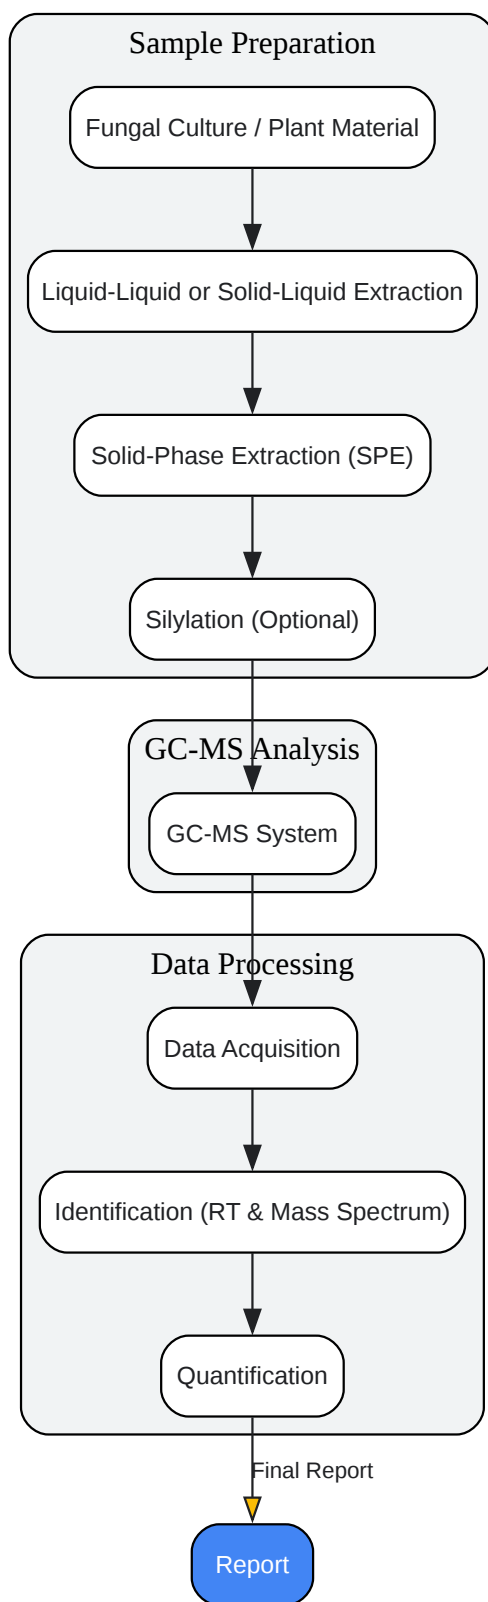 Sample Preparation
Fungal Culture / Plant Material
Liquid-Liquid or Solid-Liquid Extraction
Solid-Phase Extraction (SPE)
Silylation (Optional)
GC-MS Analysis
GC-MS System
Data Processing
Data Acquisition
Identification (RT & Mass Spectrum)
Quantification
Final Report
Report